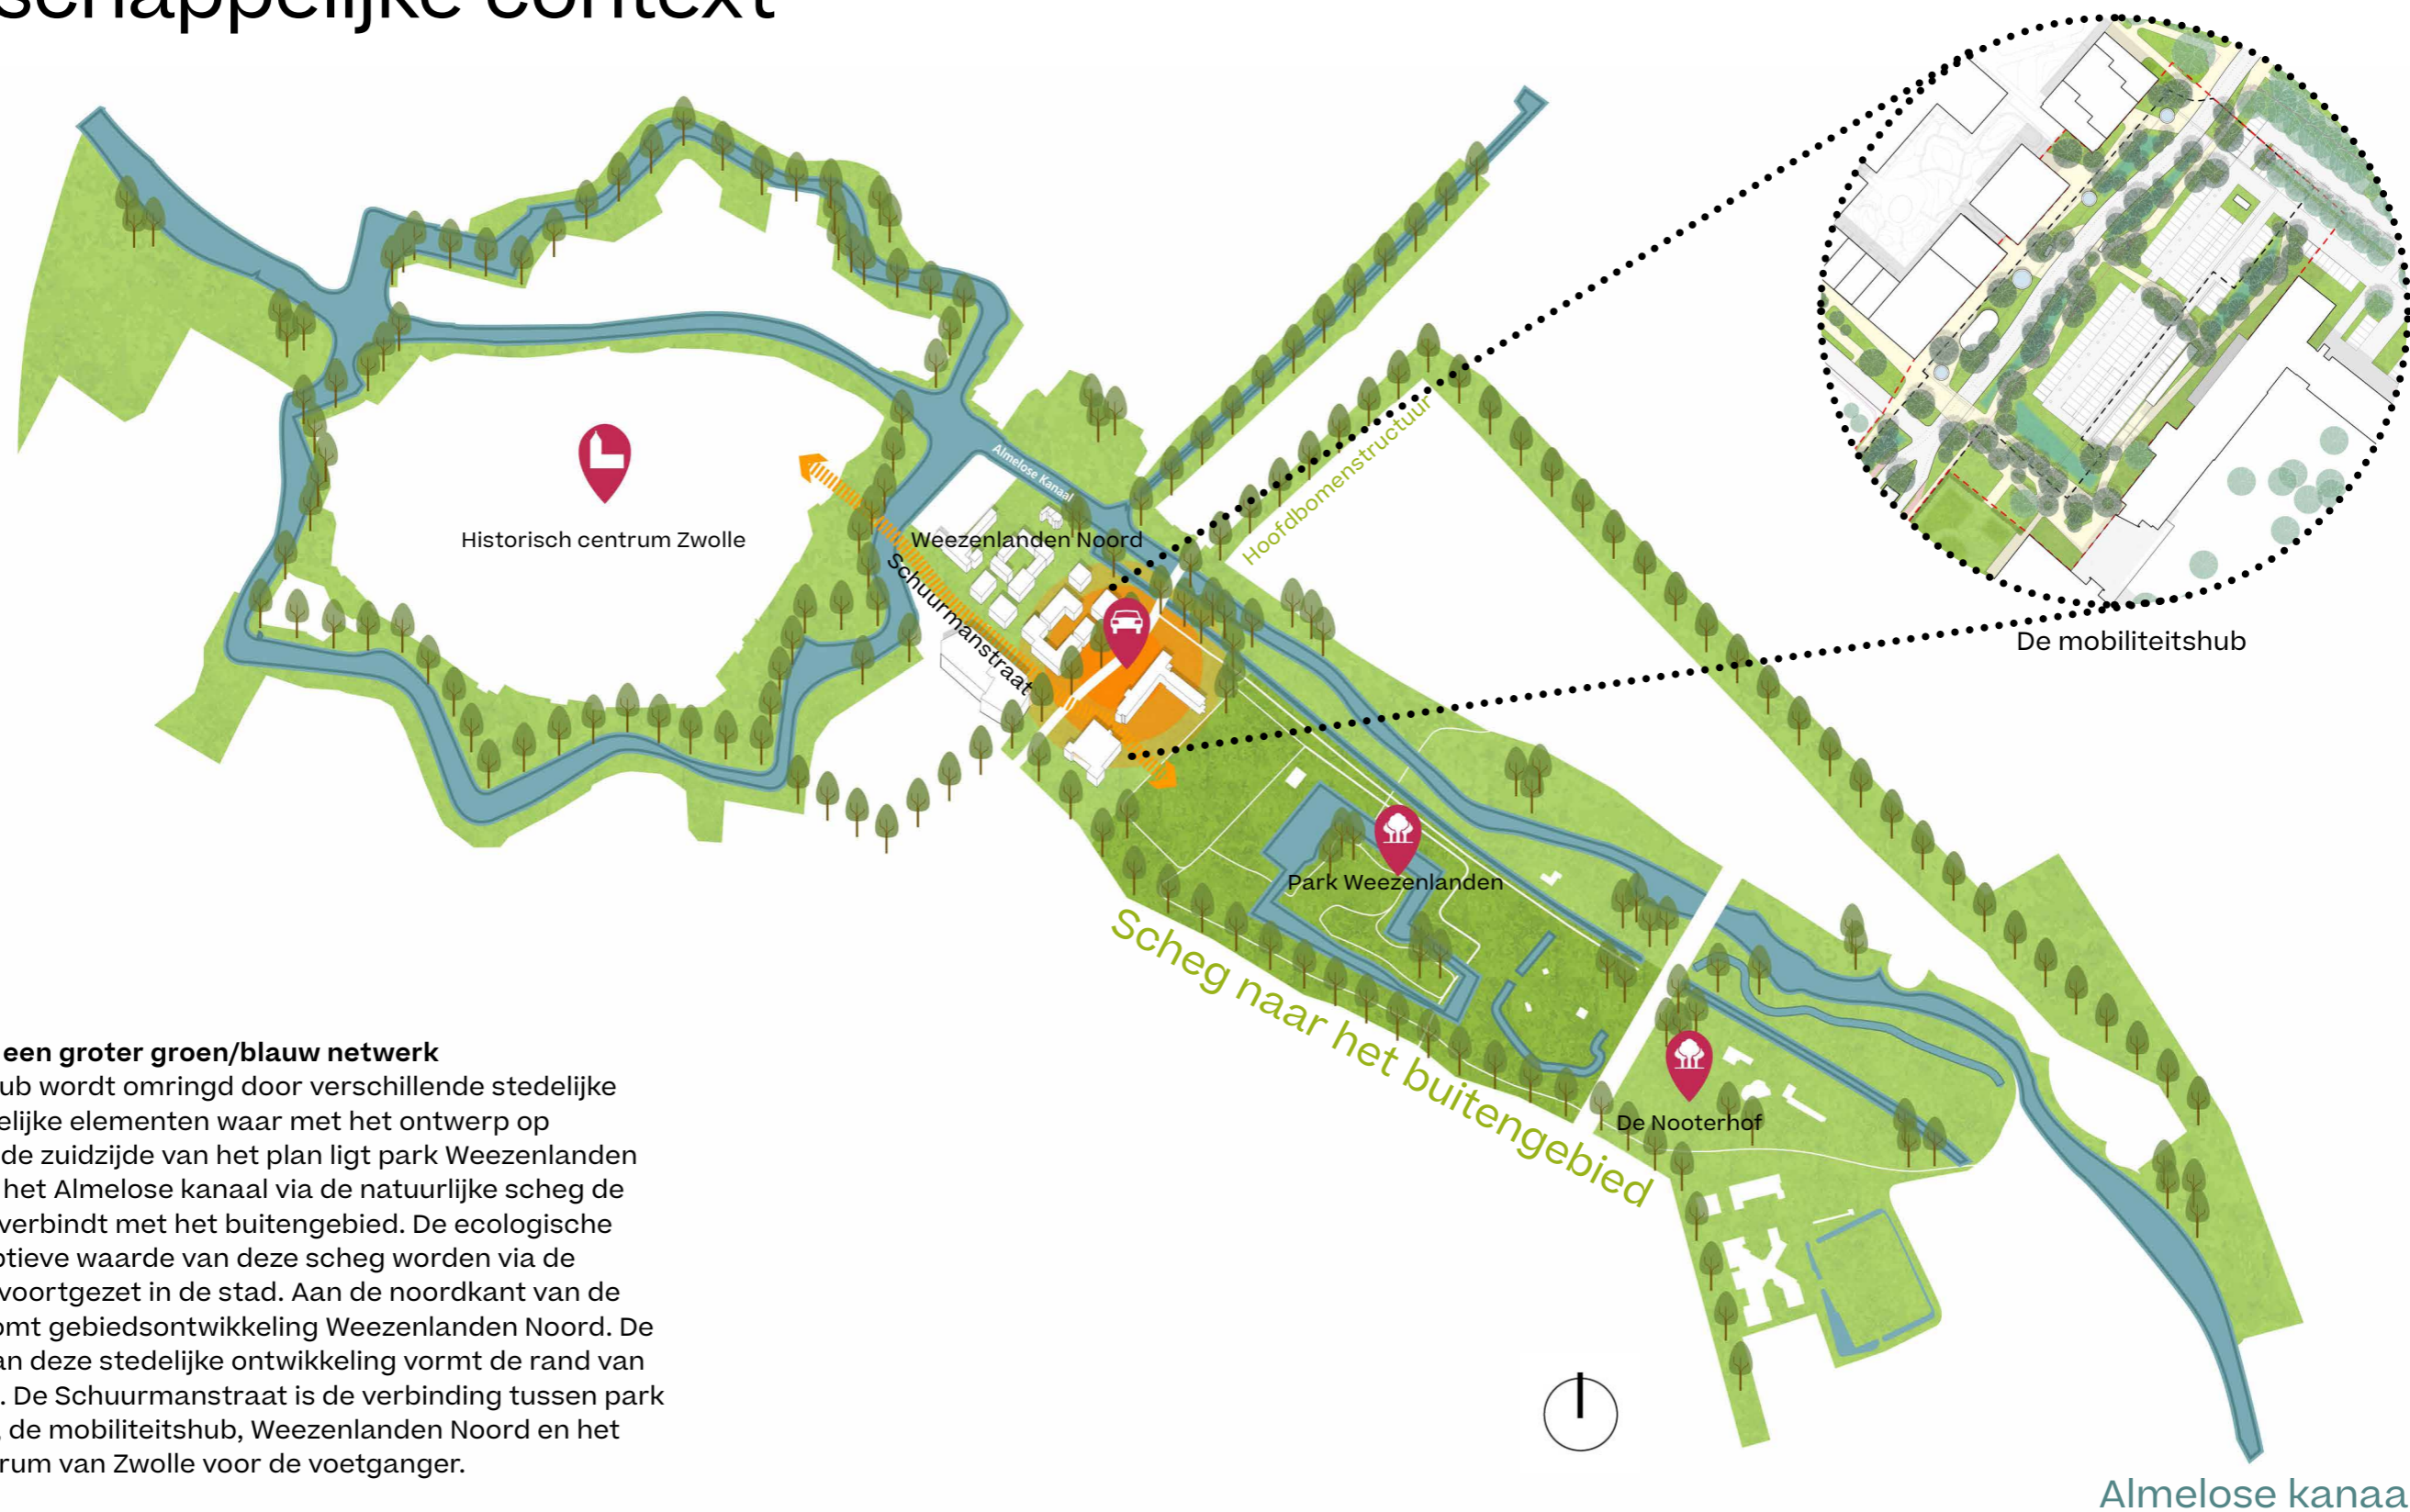 schappelijke context
Almelose Kanaal
Hoofdbomenstructuur
Historisch centrum Zwolle
Weezenlanden Noord
Schuurmanstraat
De mobiliteitshub
Park Weezenlanden
Scheg naar het buitengebied
De Nooterhof
een groter groen/blauw netwerk
ub wordt omringd door verschillende stedelijke
elijke elementen waar met het ontwerp op
de zuidzijde van het plan ligt park Weezenlanden
het Almelose kanaal via de natuurlijke scheg de
verbindt met het buitengebied. De ecologische
ptieve waarde van deze scheg worden via de
voortgezet in de stad. Aan de noordkant van de
omt gebiedsontwikkeling Weezenlanden Noord. De
an deze stedelijke ontwikkeling vormt de rand van
. De Schuurmanstraat is de verbinding tussen park
, de mobiliteitshub, Weezenlanden Noord en het
rum van Zwolle voor de voetganger.
Almelose kanaa